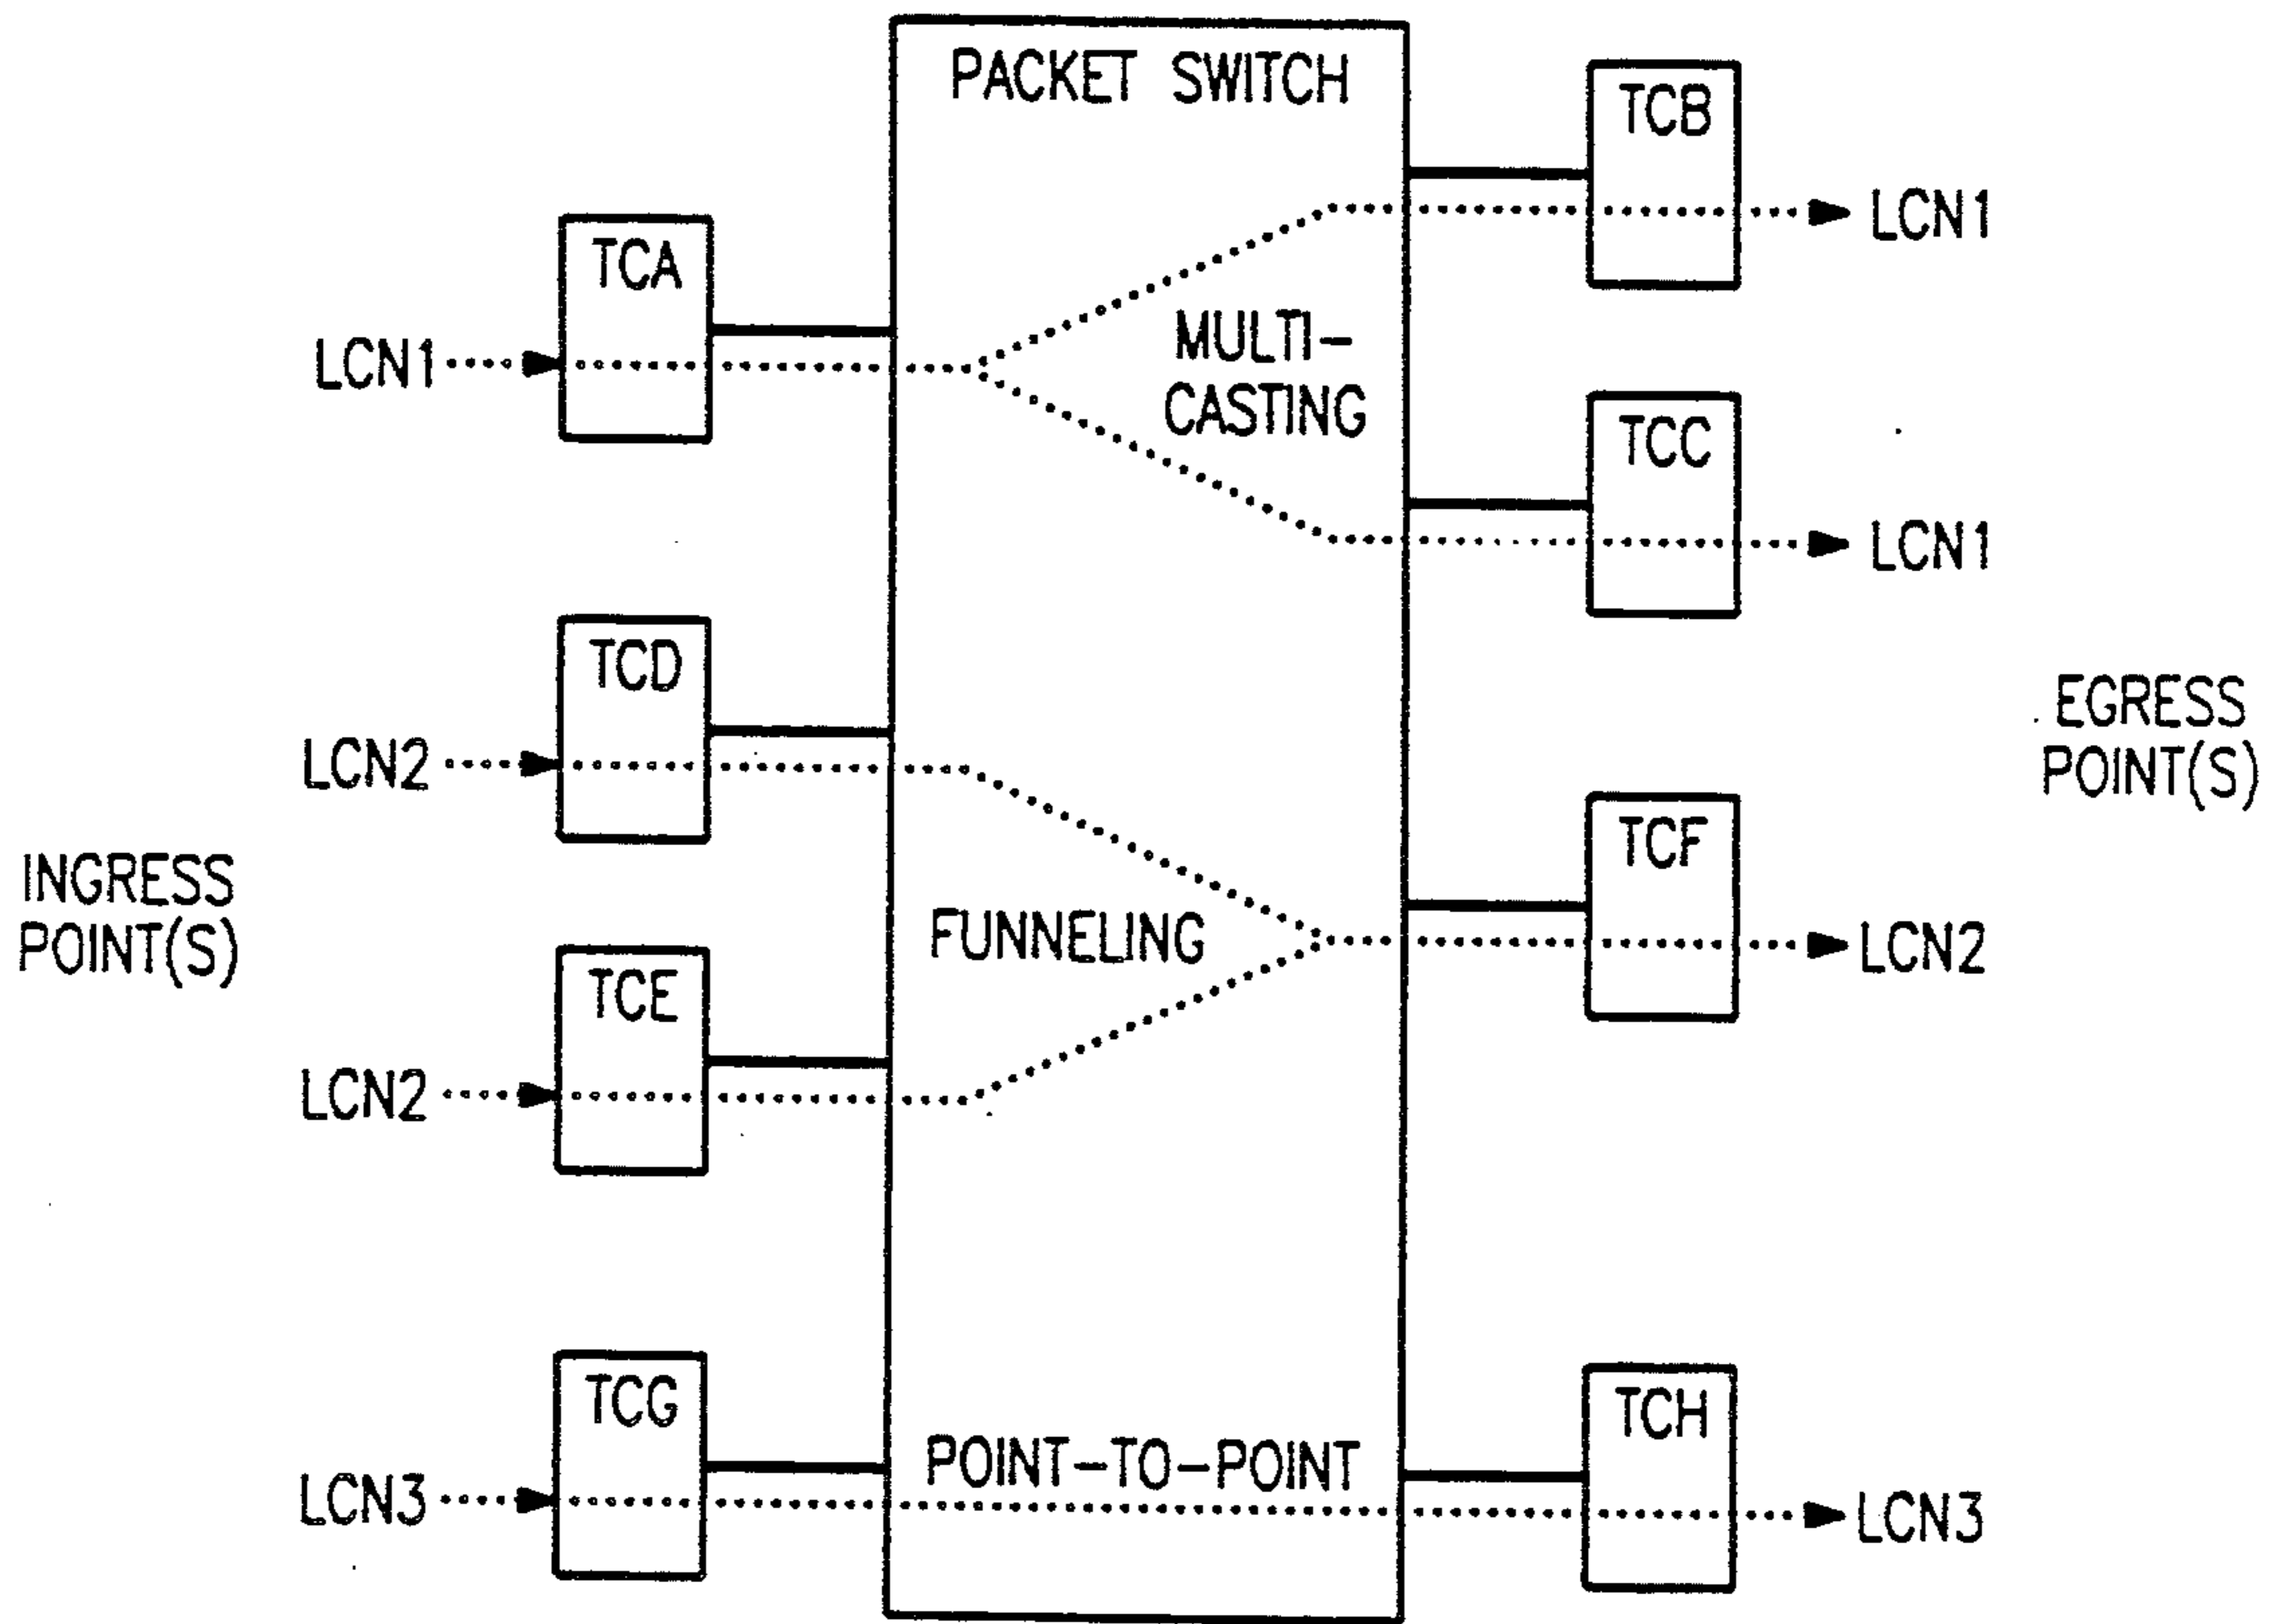 PACKET SWITCH
TCB
LCN1
TCA
LCN1
MULTI-
CASTING
TCC
LCN1
TCD
LCN2
EGRESS
POINT(S)
TCF
LCN2
INGRESS
POINT(S)
FUNNELING
TCE
LCN2
TCG
LCN3
POINT-TO-POINT
TCH
LCN3